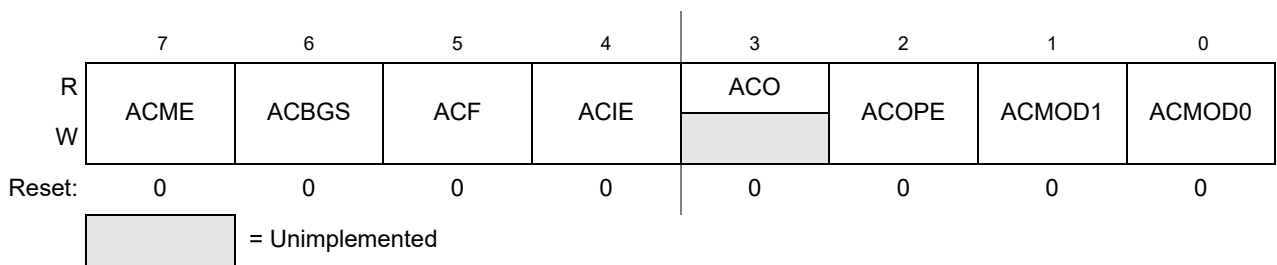 7 6 5 4 3 2 1 0
R ACME ACBGS ACF ACIE ACO ACOPE ACMOD1 ACMOD0
W
Reset: 0 0 0 0 0 0 0 0
= Unimplemented